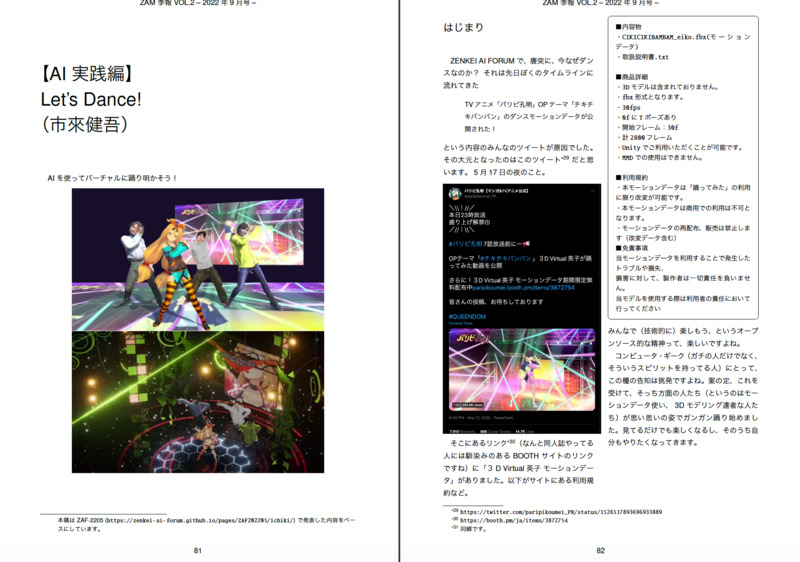 ZAM 季報 VOL.2 – 2022 年 9 月号 –
【AI 実践編】
Let's Dance!
（市來健吾）
AI を使ってバーチャルに踊り明かそう！
本稿は ZAF-2205 (https://zenkei-ai-forum.github.io/pages/ZAF202205/ichiki/) で発表した内容をベー
スにしています。
81
ZAM 季報 VOL.2 – 2022 年 9 月号 –
はじまり
ZENKEI AI FORUM で、唐突に、今なぜダン
スなのか？ それは先日ぼくのタイムラインに
流れてきた
TV アニメ「パリピ孔明」OP テーマ「チキチ
キバンバン」のダンスモーションデータが公
開された！
という内容のみんなのツイートが原因でした。
その大元となったのはこのツイート*29 だと思
います。 5 月 17 日の夜のこと。
パリピ孔明【マンガ&TVアニメ公式】
@paripikoumei_PR
＼\\｜//／
本日23時放送
盛り上げ解禁
／//｜\\＼
#パリピ孔明 7話放送前にー
OPテーマ「#チキチキバンバン」３D Virtual 英子が踊
ってみた動画を公開
さらに！３D Virtual 英子 モーションデータ期間限定無
料配布中paripikoumei.booth.pm/items/3872754
皆さんの投稿、お待ちしております
#QUEENDOM
パリピ孔明
そこにあるリンク*30（なんと同人誌やってる
人には馴染みのある BOOTH サイトのリンク
ですね）に「３ D Virtual 英子 モーションデー
タ」がありました。以下がサイトにある利用規
約など。
■内容物
・CIKICIKIBAMBAM_eiko.fbx(モーション
データ)
・取扱説明書.txt
■商品詳細
・3D モデルは含まれておりません。
・fbx 形式となります。
・30fps
・0f に T ポーズあり
・開始フレーム：30f
・計 2800 フレーム
・Unity でご利用いただくことが可能です。
・MMD での使用はできません。
■利用規約
・本モーションデータは「踊ってみた」の利用
に限り改変が可能です。
・本モーションデータは商用での利用は不可と
なります。
・モーションデータの再配布、販売は禁止しま
す（改変データ含む）
■免責事項
当モーションデータを利用することで発生した
トラブルや損失、
損害に対して、製作者は一切責任を負いませ
ん。
当モデルを使用する際は利用者の責任において
行ってください
みんなで（技術的に）楽しもう、というオープ
ンソース的な精神って、楽しいですよね。
コンピュータ・ギーク（ガチの人だけでなく、
そういうスピリットを持ってる人）にとって、
この種の告知は挑発ですよね。案の定、これを
受けて、そっち方面の人たち（というのはモー
ションデータ使い、 3D モデリング達者な人た
ち）が思い思いの姿でガンガン踊り始めまし
た。見てるだけでも楽しくなるし、そのうち自
分もやりたくなってきます。
*29 https://twitter.com/paripikoumei_PR/status/1526517893696933889
*30 https://booth.pm/ja/items/3872754
*31 同郷です。
82